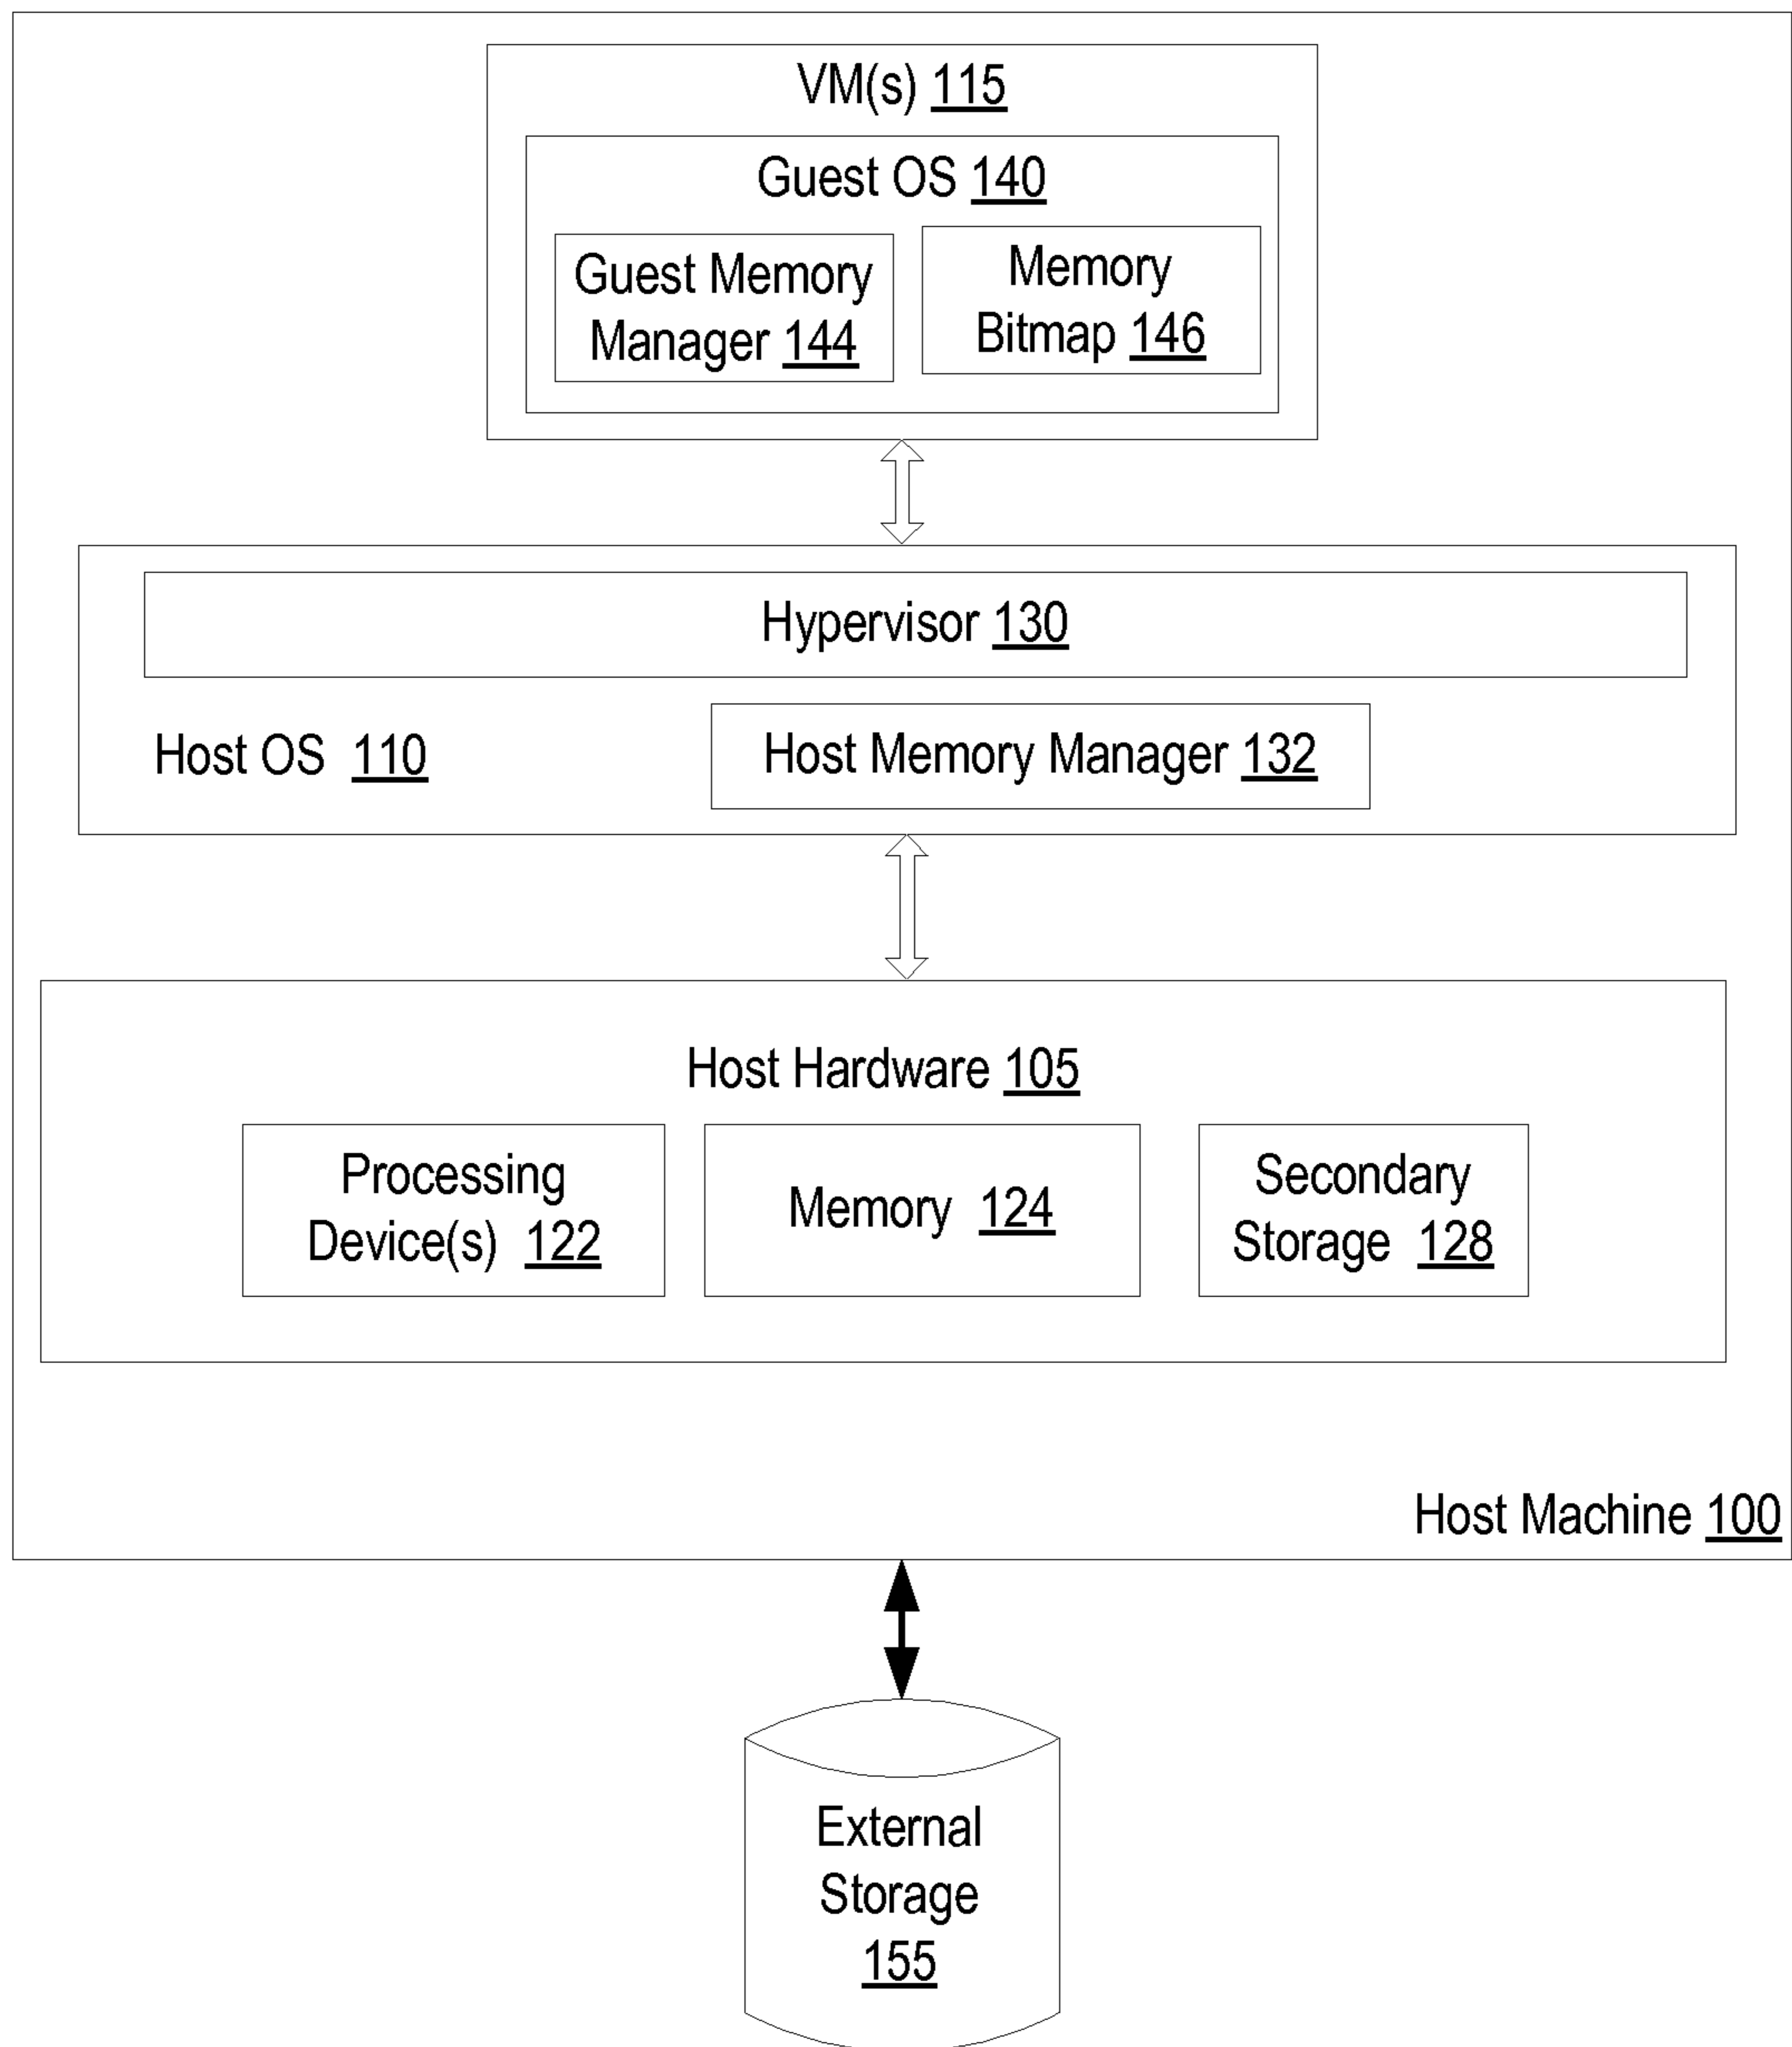 VM(s) 115
Guest OS 140
Guest Memory
Manager 144
Memory
Bitmap 146
Hypervisor 130
Host OS 110
Host Memory Manager 132
Host Hardware 105
Processing
Device(s) 122
Memory 124
Secondary
Storage 128
Host Machine 100
External
Storage
155